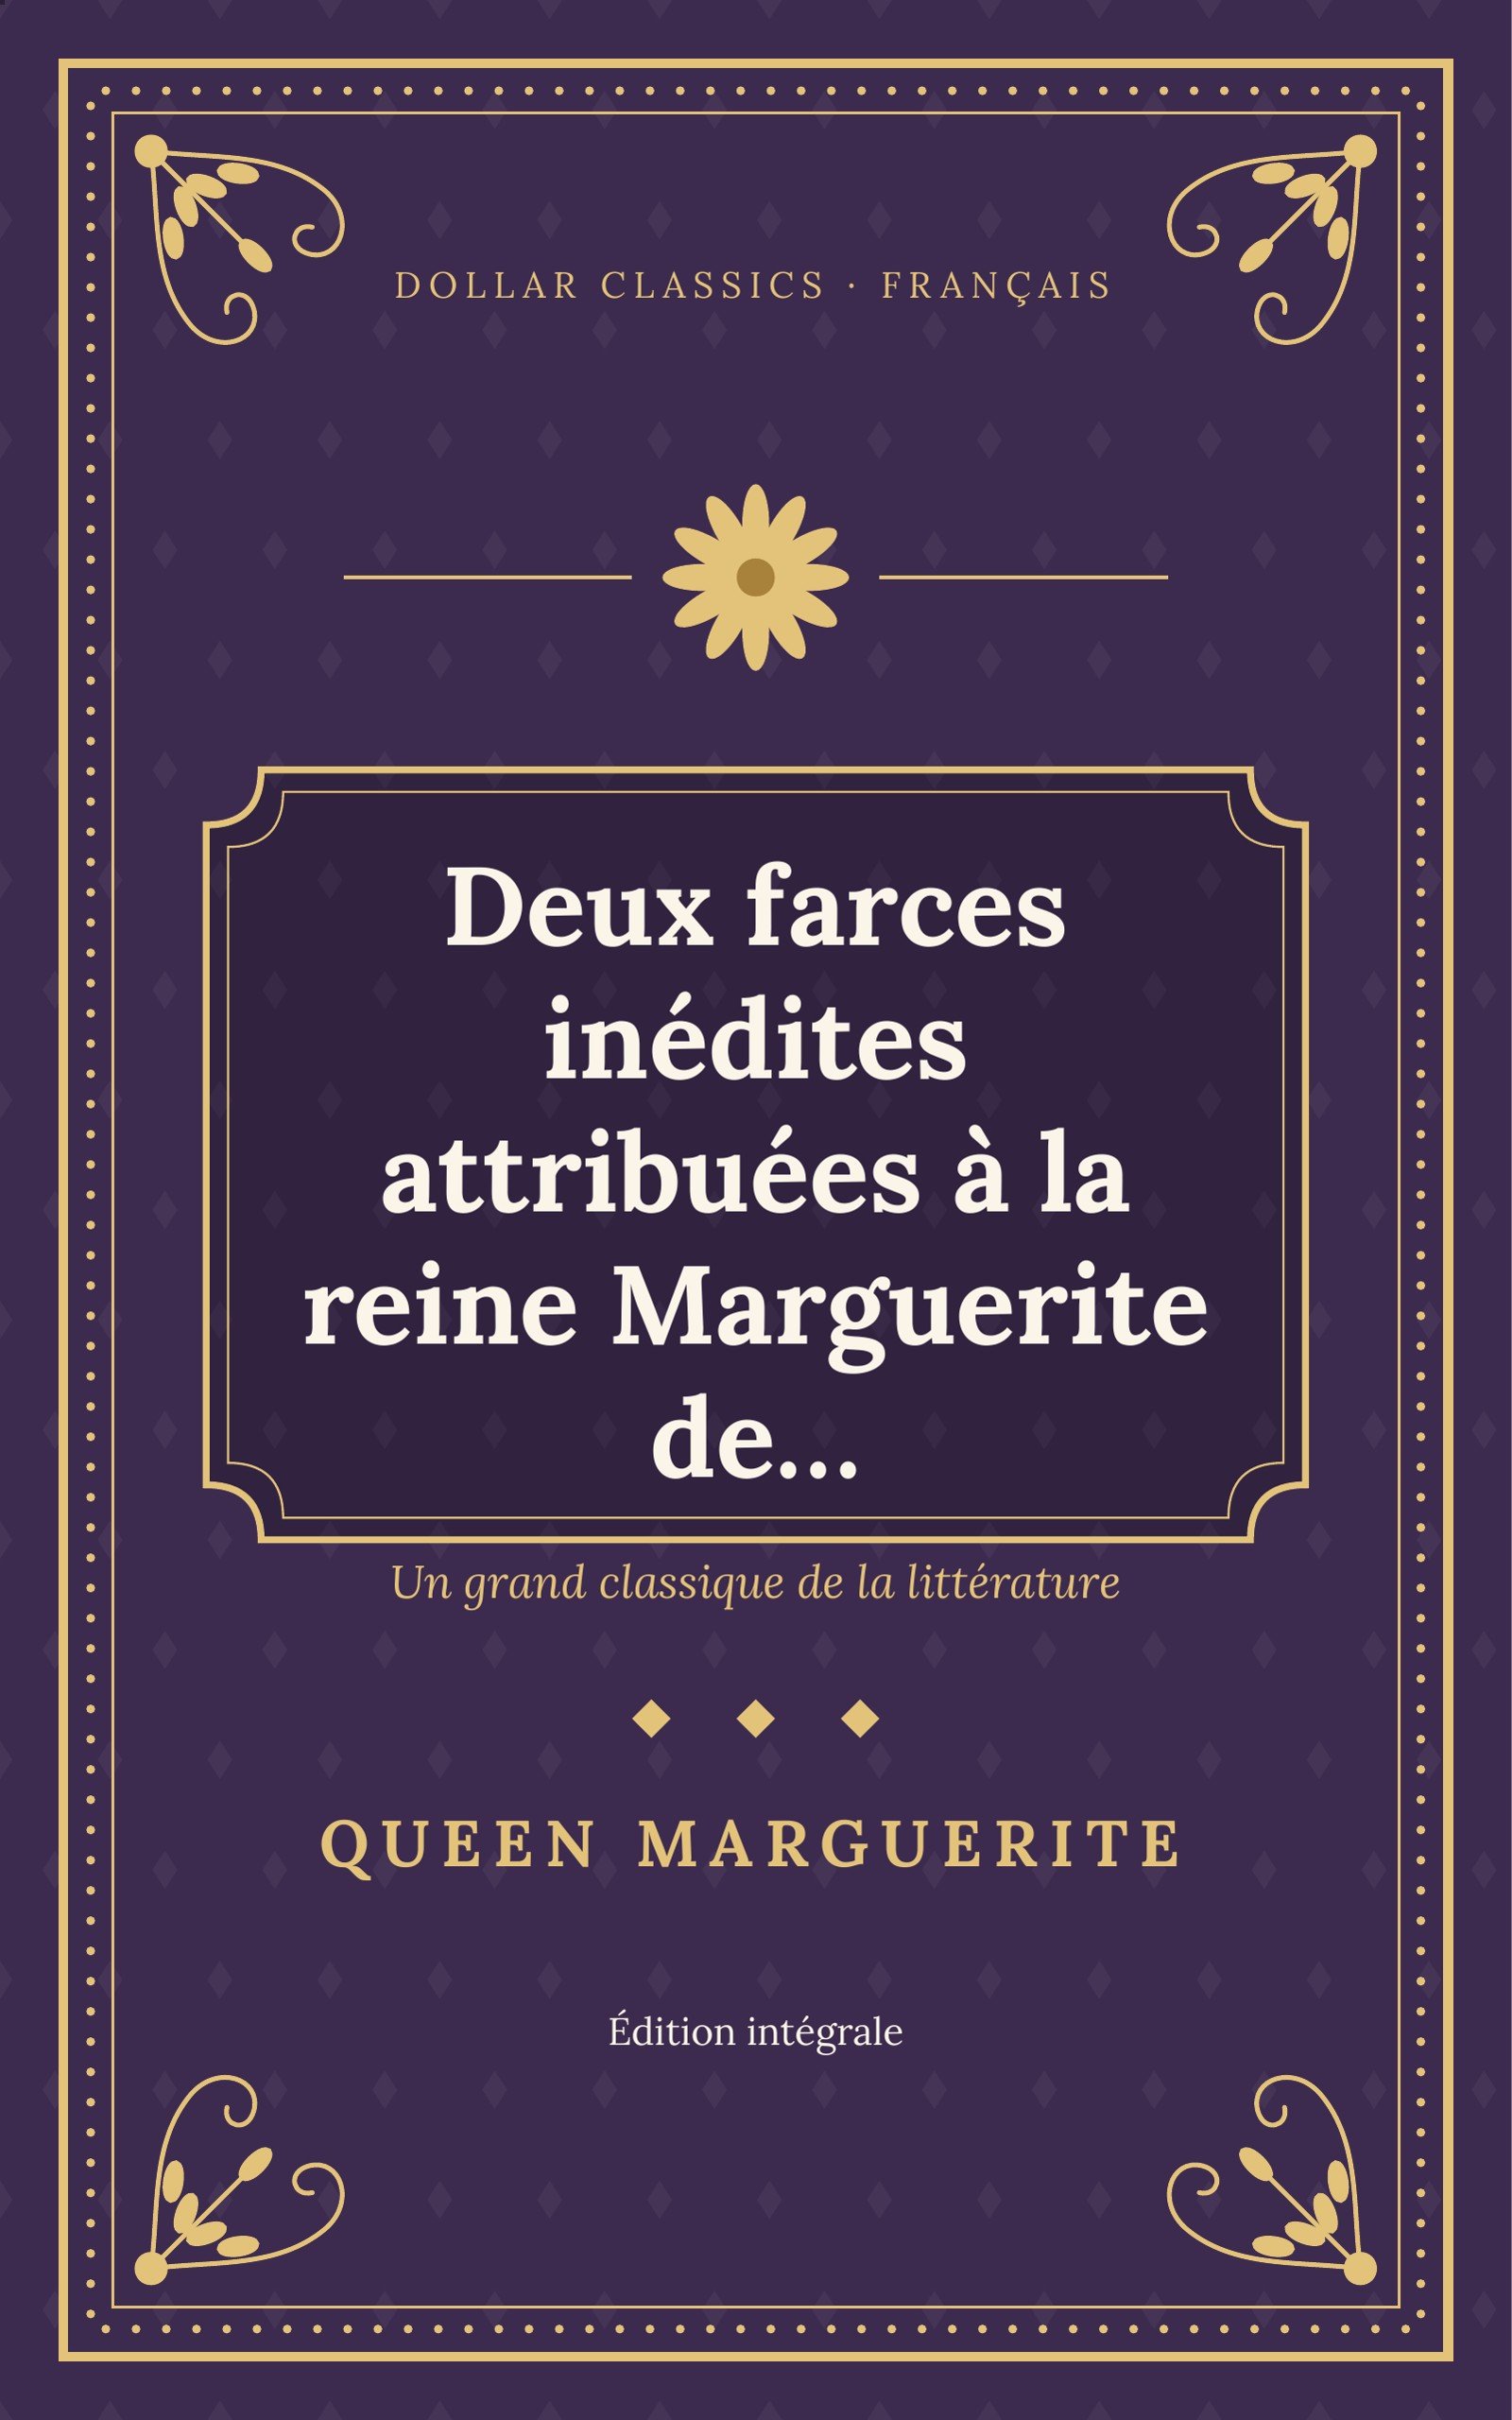 DOLLAR CLASSICS · FRANÇAIS
Deux farces
inédites
attribuées à la
reine Marguerite
de...
Un grand classique de la littérature
QUEEN MARGUERITE
Édition intégrale